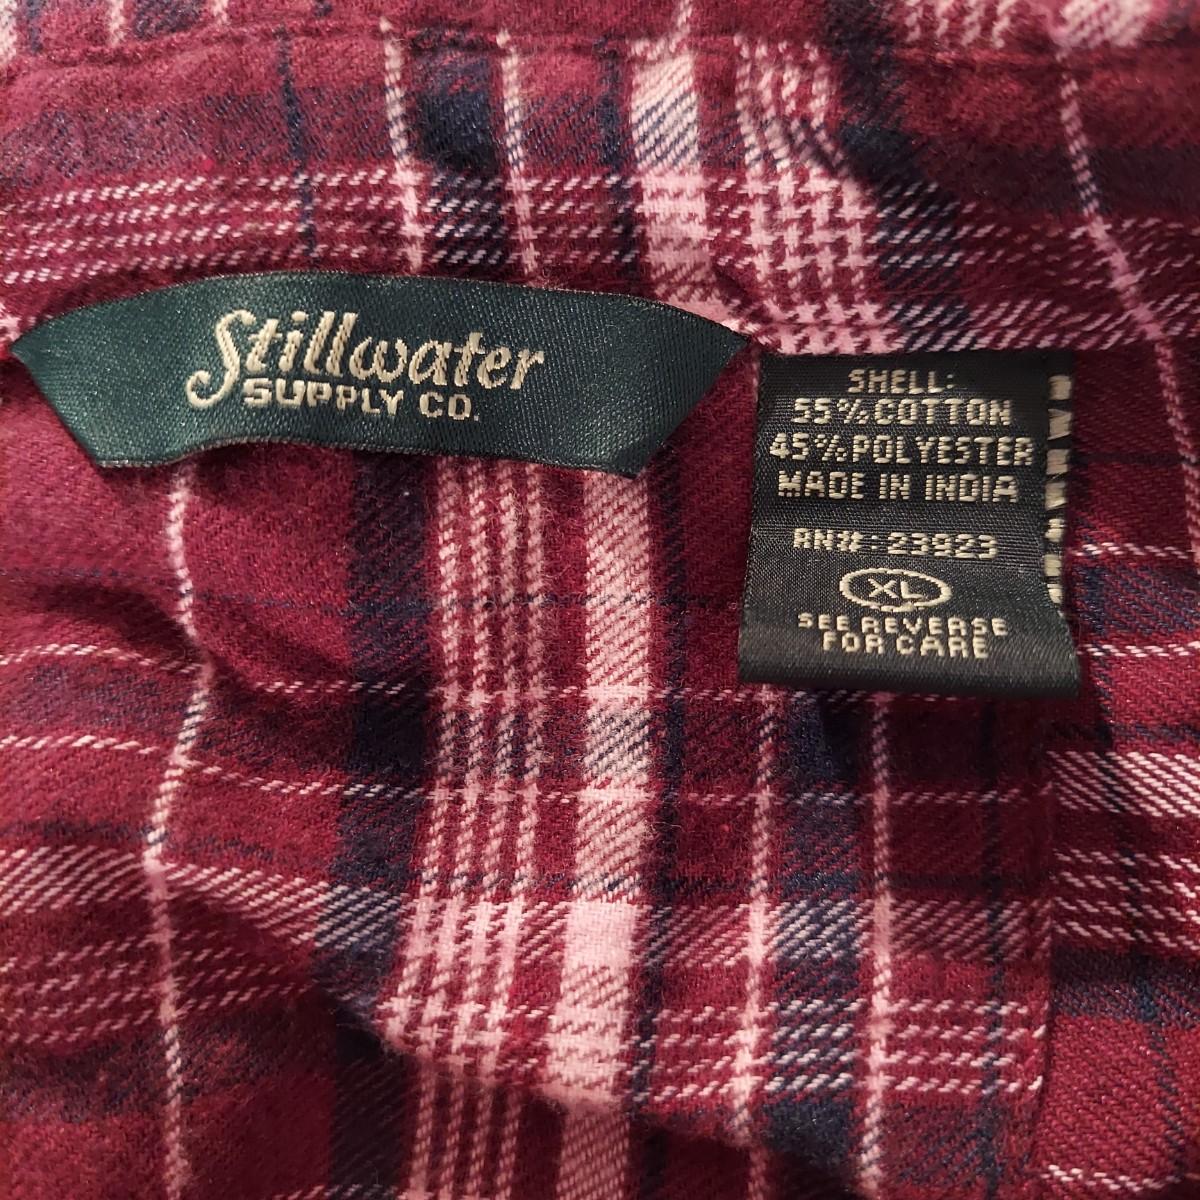 Stillwater
SUPPLY CO.
SHELL:
55% COTTON
45% POLYESTER
MADE IN INDIA
RN#: 23923
XL
SEE REVERSE
FOR CARE